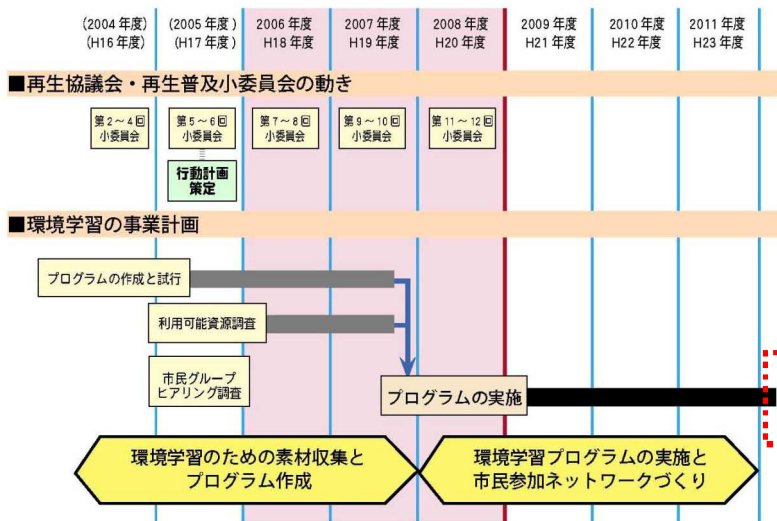 (2004年度) (2005年度) 2006年度 2007年度 2008年度 2009年度 2010年度 2011年度
(H16年度) (H17年度) H18年度 H19年度 H20年度 H21年度 H22年度 H23年度
■再生協議会・再生普及小委員会の動き
第2～4回 第5～6回 第7～8回 第9～10回 第11～12回
小委員会 小委員会 小委員会 小委員会 小委員会
行動計画
策定
■環境学習の事業計画
プログラムの作成と試行
利用可能資源調査
市民グループ
ヒアリング調査
プログラムの実施
環境学習のための素材収集と
プログラム作成
環境学習プログラムの実施と
市民参加ネットワークづくり